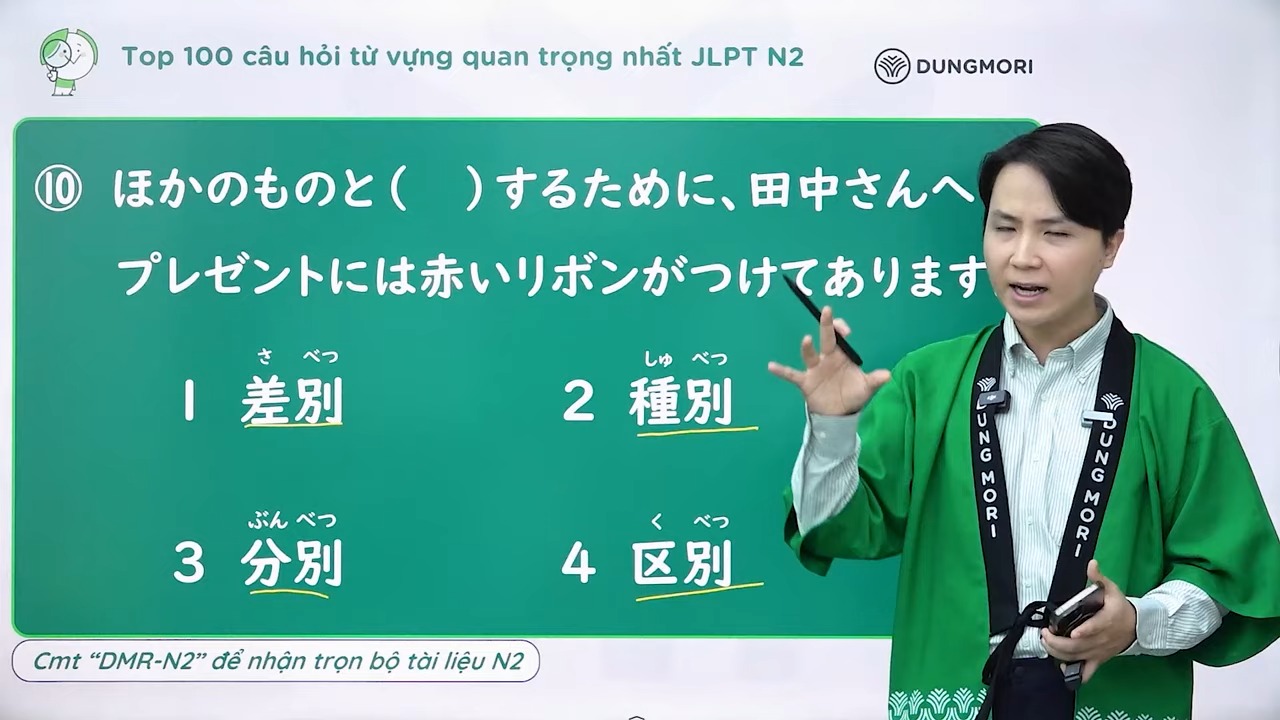 Top 100 câu hỏi từ vựng quan trọng nhất JLPT N2
DUNGMORI
⑩ ほかのものと(　)するために、田中さんへ
プレゼントには赤いリボンがつけてあります
さ べつ
1 差別
しゅ べつ
2 種別
ぶん べつ
3 分別
く べつ
4 区別
Cmt “DMR-N2” để nhận trọn bộ tài liệu N2
DUNG MORI
DUNG MORI